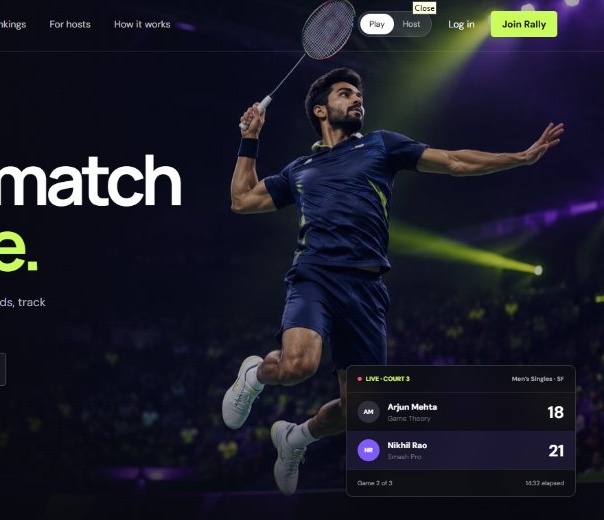 nkings
For hosts
How it works
Play
Host
Close
Log in
Join Rally
match
e.
ds, track
LIVE · COURT 3
Men's Singles · SF
AM
Arjun Mehta
Game Theory
18
NR
Nikhil Rao
Smash Pro
21
Game 2 of 3
14:32 elapsed